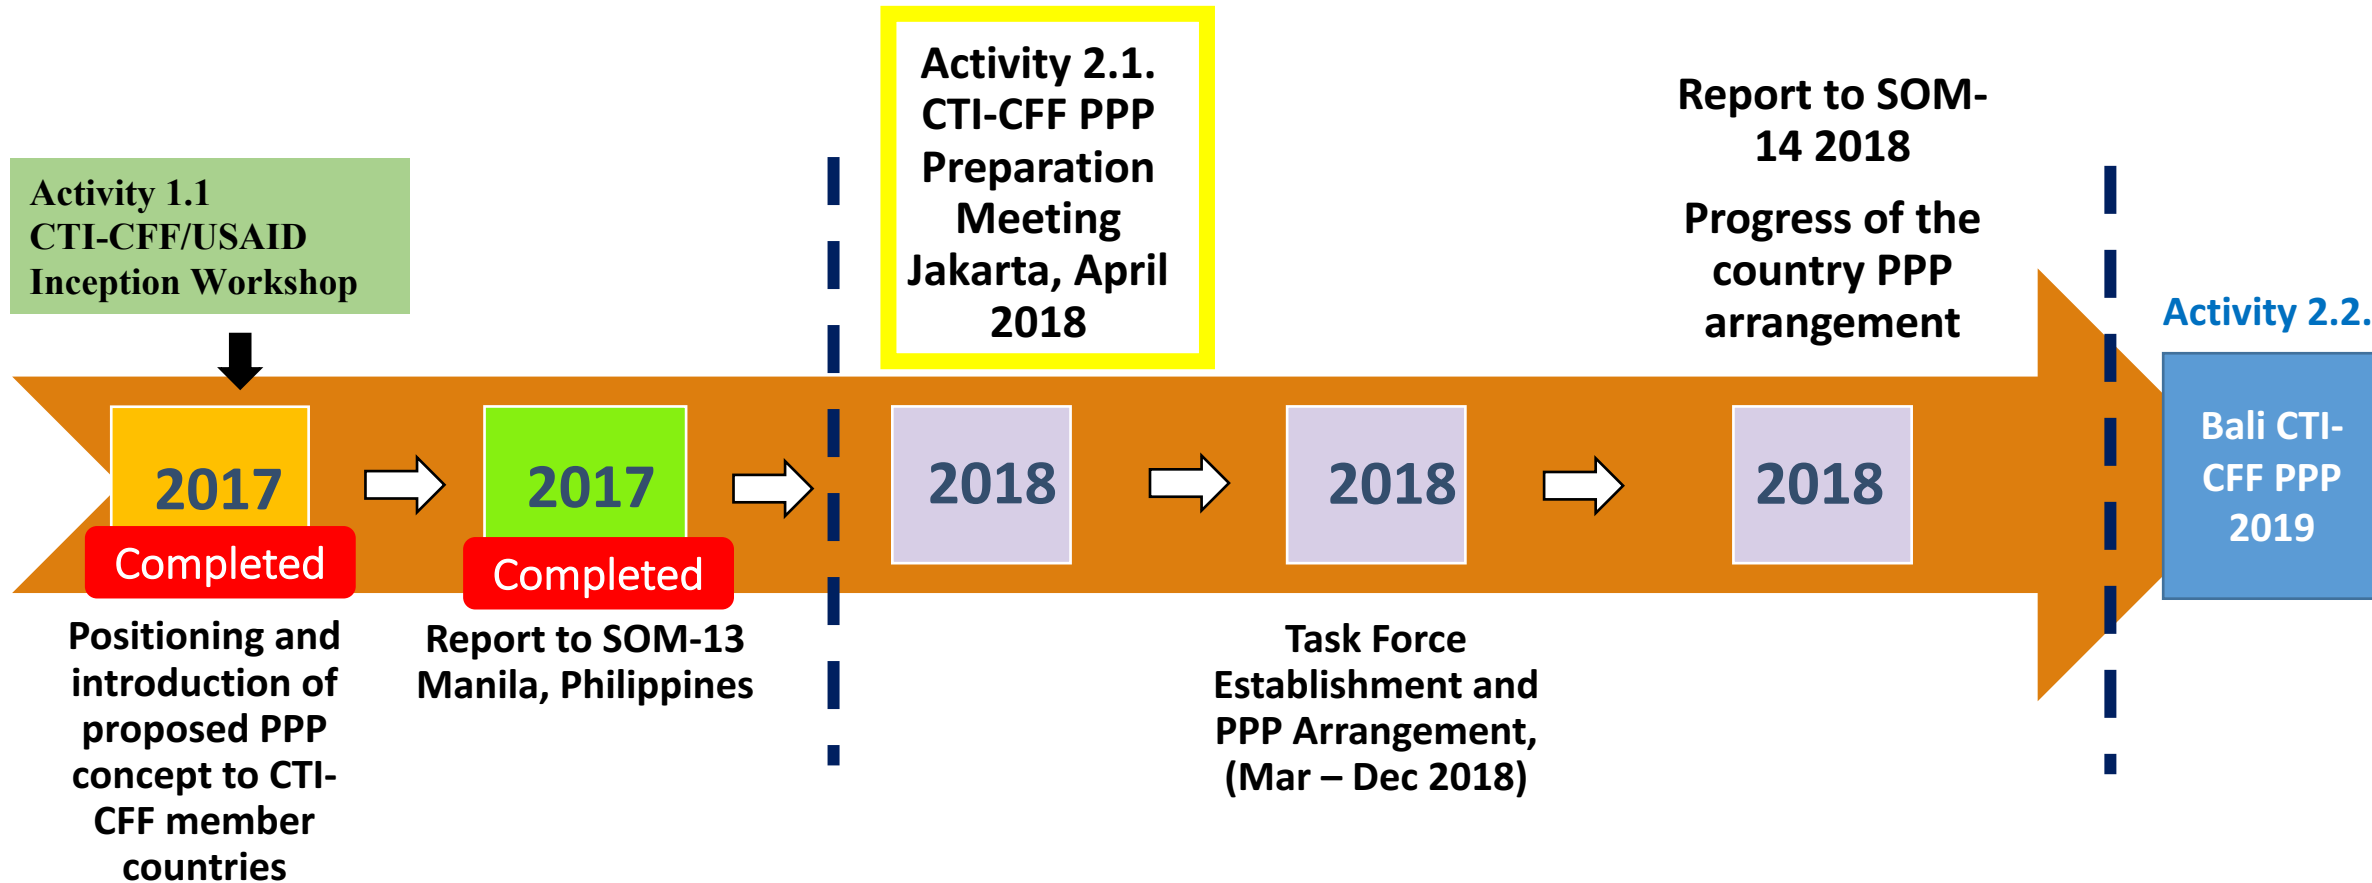 Activity 1.1
CTI-CFF/USAID
Inception Workshop
2017
Completed
Positioning and
introduction of
proposed PPP
concept to CTI-
CFF member
countries
2017
Completed
Report to SOM-13
Manila, Philippines
Activity 2.1.
CTI-CFF PPP
Preparation
Meeting
Jakarta, April
2018
2018
2018
Task Force
Establishment and
PPP Arrangement,
(Mar – Dec 2018)
Report to SOM-
14 2018
Progress of the
country PPP
arrangement
2018
Activity 2.2.
Bali CTI-
CFF PPP
2019